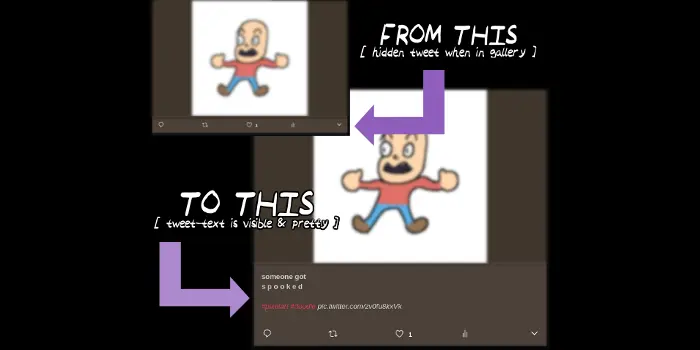 FROM THIS
[ hidden tweet when in gallery ]
TO THIS
[ tweet-text is visible & pretty ]
someone got
s p o o k e d
pic.twitter.com/zv0fu8kxVk
1